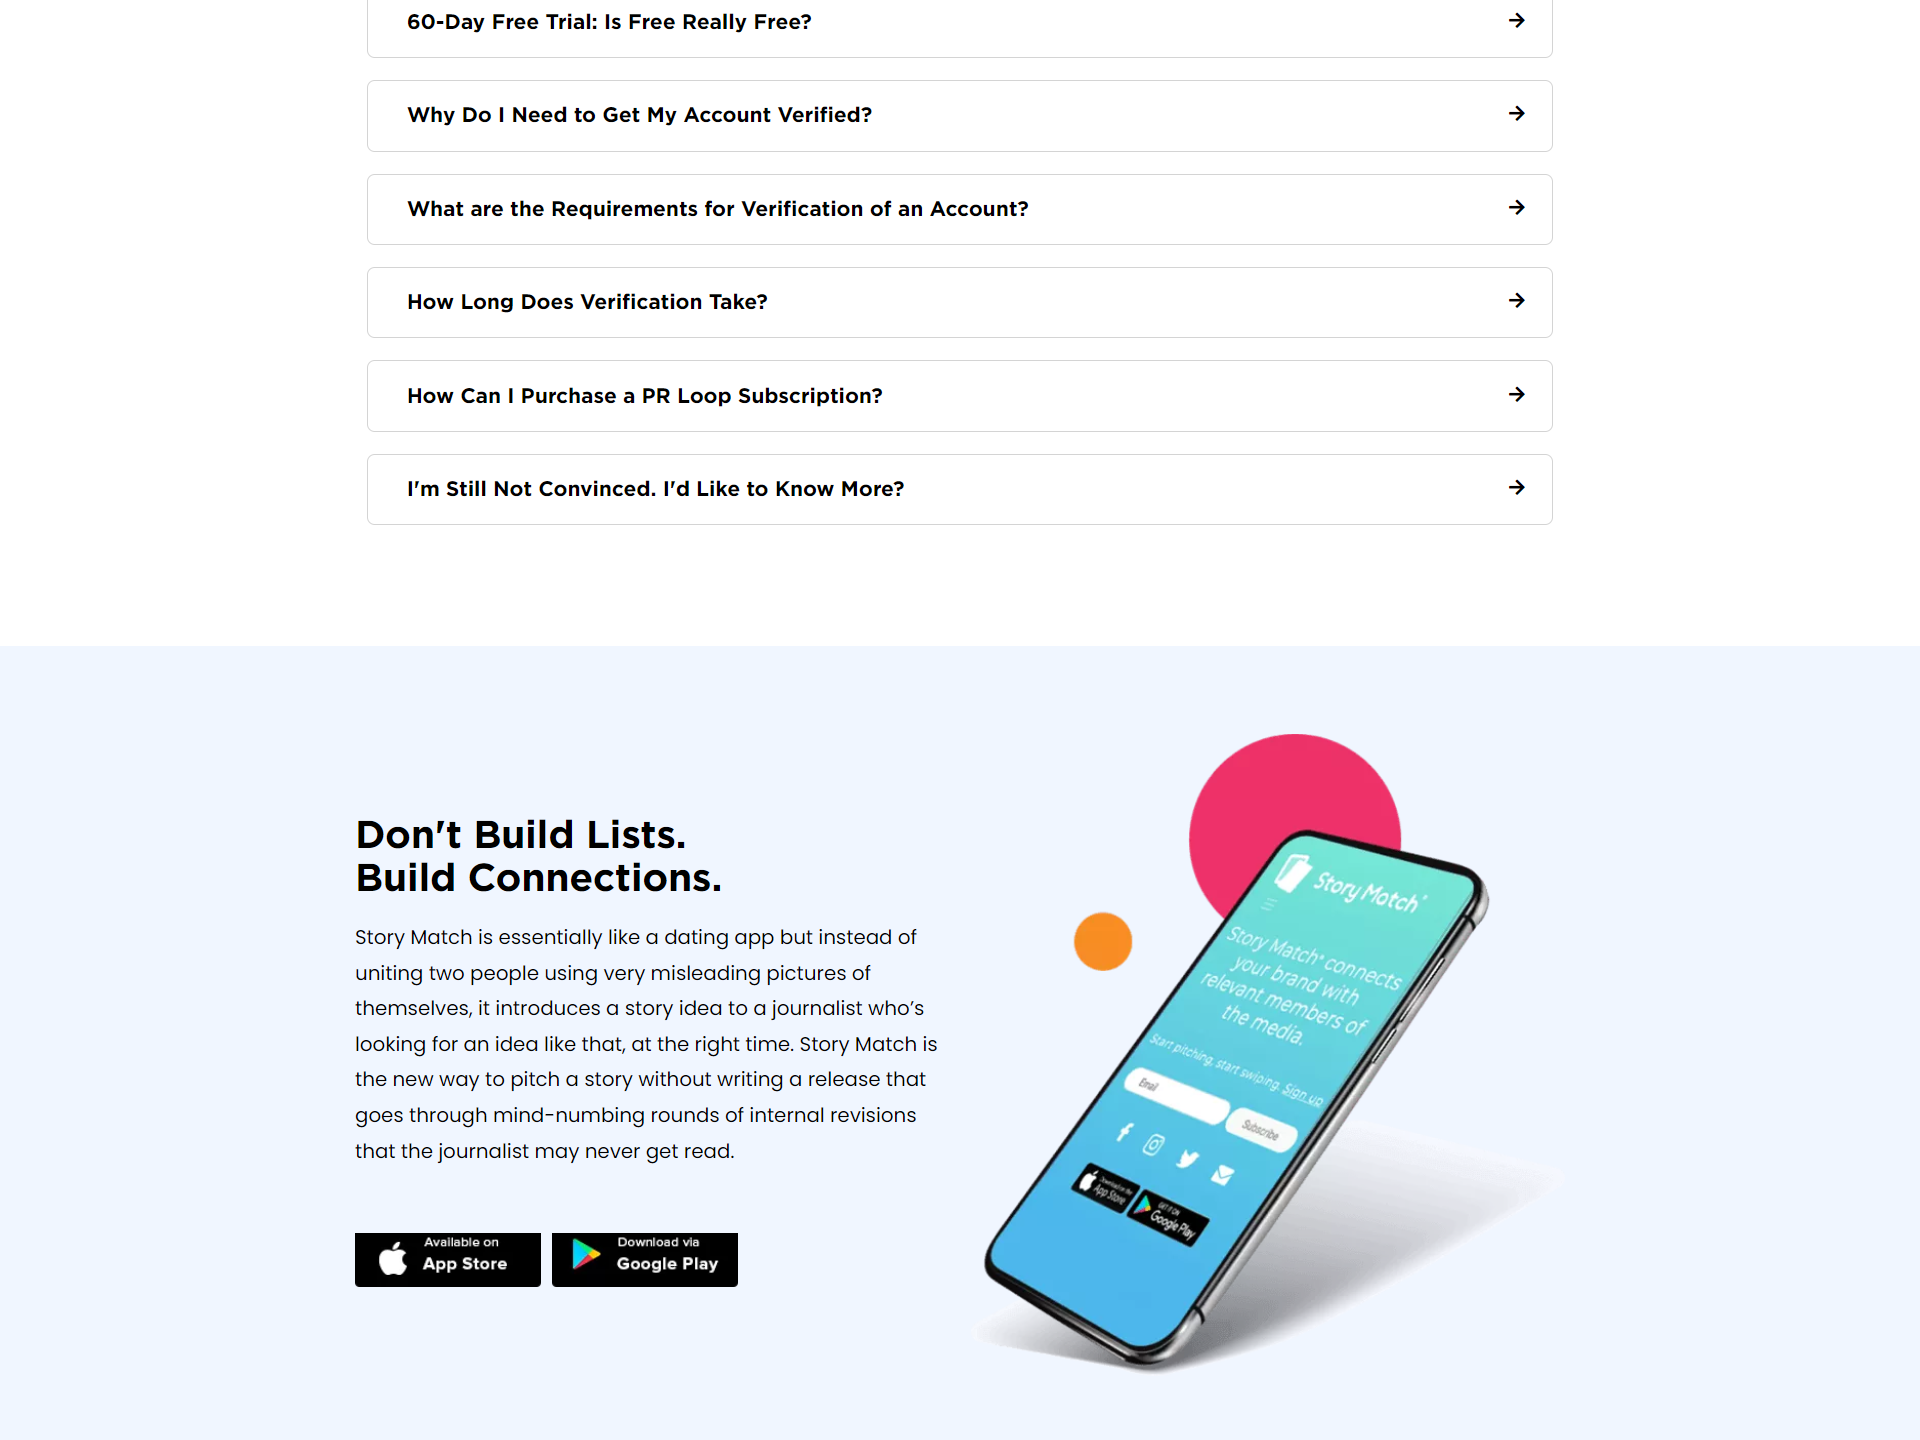 60-Day Free Trial: Is Free Really Free?
Why Do I Need to Get My Account Verified?
What are the Requirements for Verification of an Account?
How Long Does Verification Take?
How Can I Purchase a PR Loop Subscription?
I'm Still Not Convinced. I'd Like to Know More?
Don't Build Lists.
Build Connections.
Story Match is essentially like a dating app but instead of
uniting two people using very misleading pictures of
themselves, it introduces a story idea to a journalist who’s
looking for an idea like that, at the right time. Story Match is
the new way to pitch a story without writing a release that
goes through mind-numbing rounds of internal revisions
that the journalist may never get read.
Available on
App Store
Download via
Google Play
Story Match
Story Match® connects
your brand with
relevant members of
the media.
Start pitching, start swiping. Sign up
Email
Subscribe
Download on the
App Store
GET IT ON
Google Play